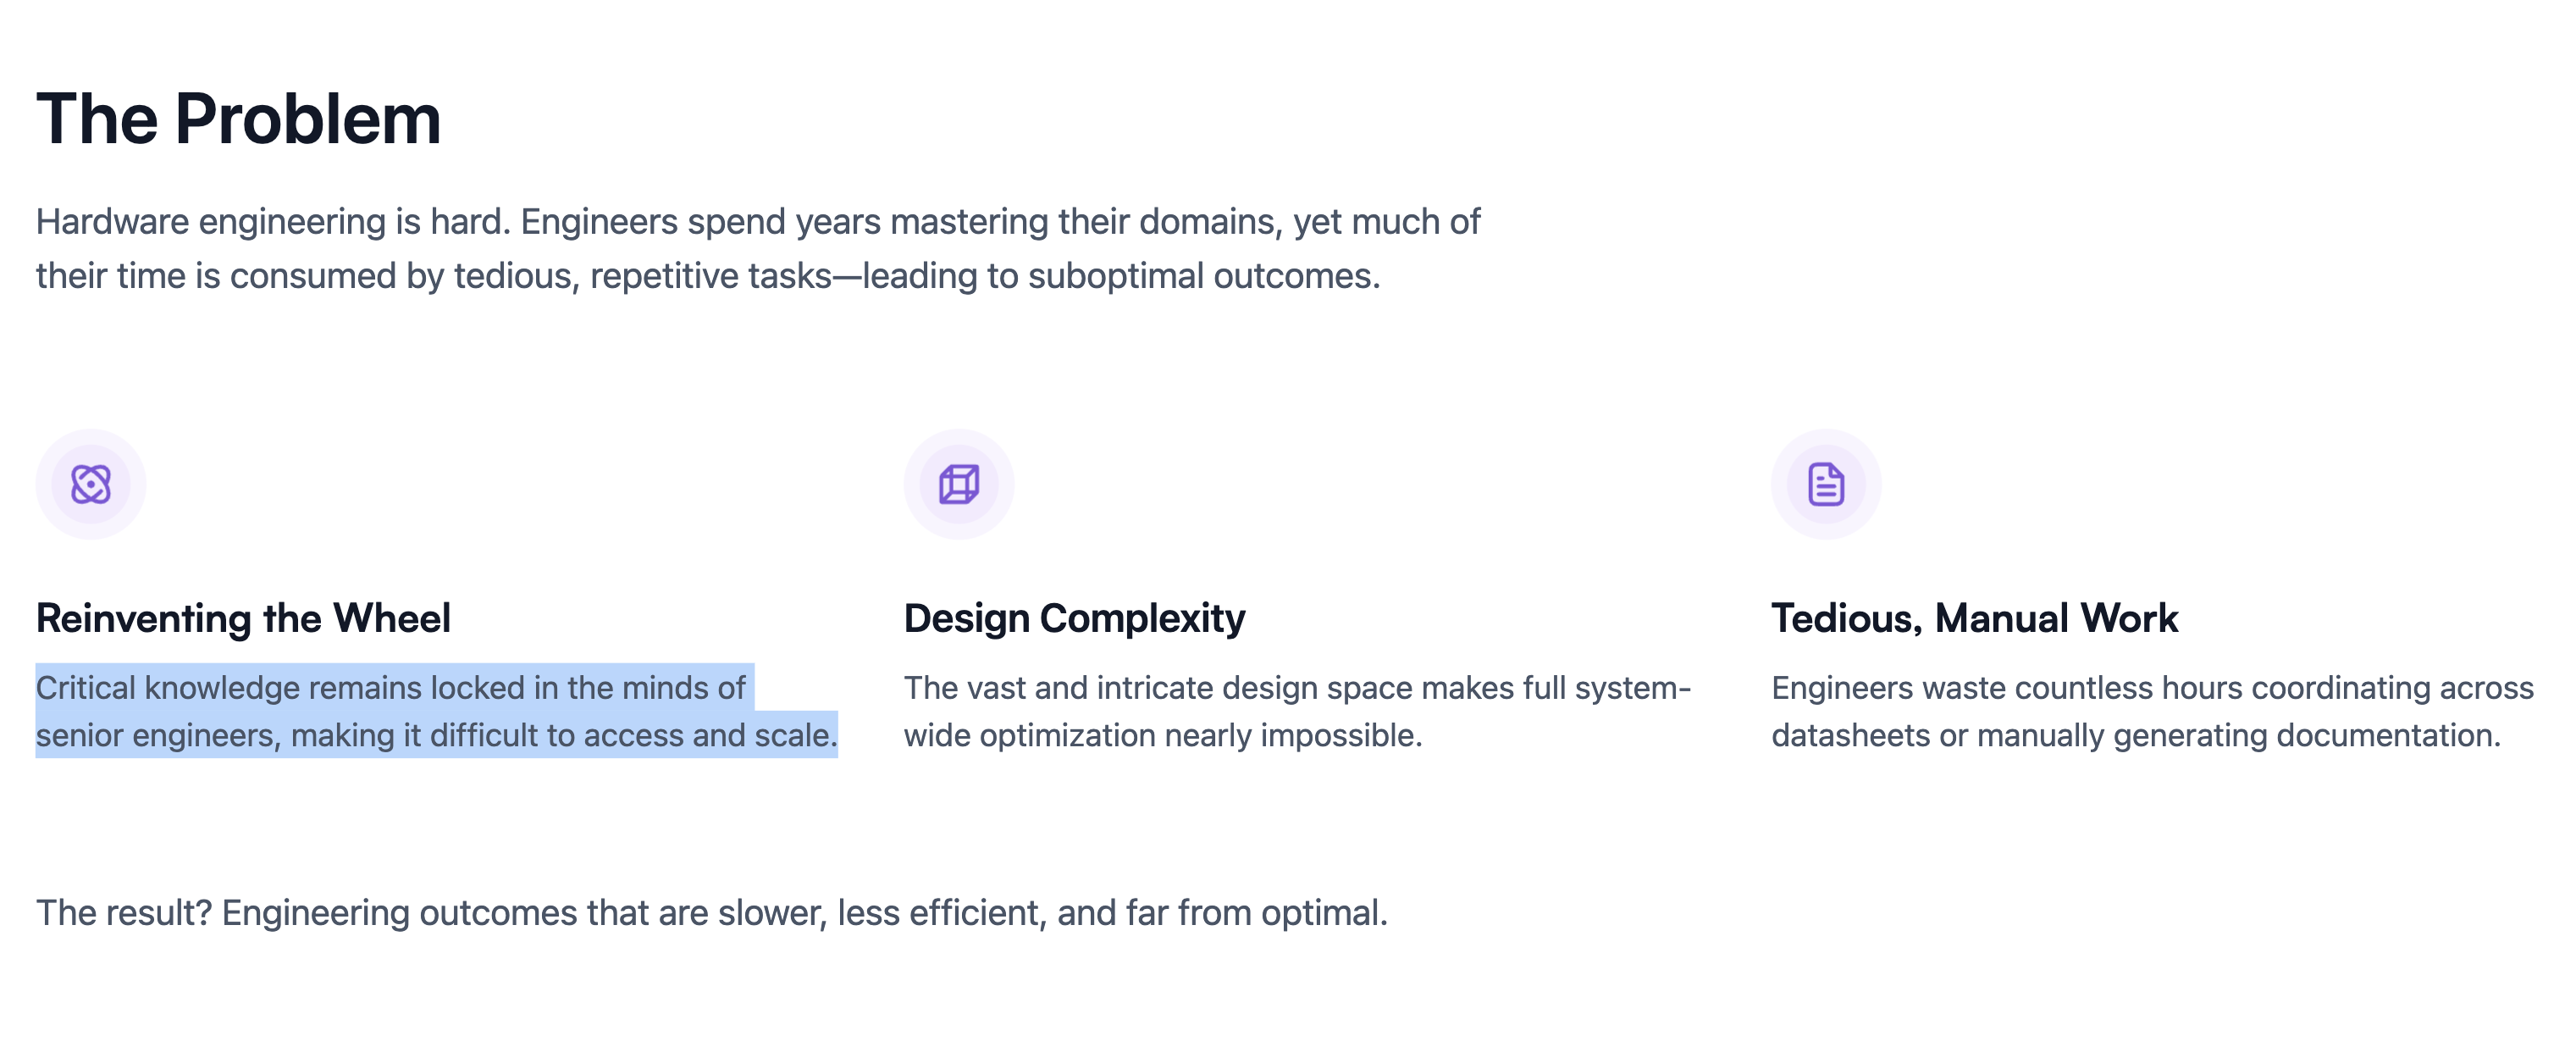 The Problem
Hardware engineering is hard. Engineers spend years mastering their domains, yet much of
their time is consumed by tedious, repetitive tasks—leading to suboptimal outcomes.
Reinventing the Wheel
Critical knowledge remains locked in the minds of
senior engineers, making it difficult to access and scale.
Design Complexity
The vast and intricate design space makes full system-
wide optimization nearly impossible.
Tedious, Manual Work
Engineers waste countless hours coordinating across
datasheets or manually generating documentation.
The result? Engineering outcomes that are slower, less efficient, and far from optimal.